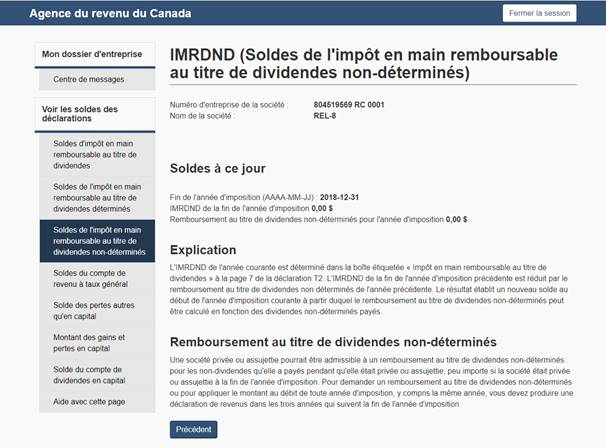 Agence du revenu du Canada
Fermer la session
Mon dossier d'entreprise
Centre de messages
Voir les soldes des
déclarations
Soldes d'impôt en main
remboursable au titre de
dividendes
Soldes de l'impôt en main
remboursable au titre de
dividendes déterminés
Soldes de l'impôt en main
remboursable au titre de
dividendes non-déterminés
Soldes du compte de
revenu à taux général
Solde des pertes autres
qu'en capital
Montant des gains et
pertes en capital
Solde du compte de
dividendes en capital
Aide avec cette page
IMRDND (Soldes de l'impôt en main remboursable
au titre de dividendes non-déterminés)
Numéro d'entreprise de la société : 804519569 RC 0001
Nom de la société : REL-8
Soldes à ce jour
Fin de l'année d'imposition (AAAA-MM-JJ) : 2018-12-31
IMRDND de la fin de l'année d'imposition 0,00 $
Remboursement au titre de dividendes non-déterminés pour l'année d'imposition 0,00 $
Explication
L'IMRDND de l'année courante est déterminé dans la boîte étiquetée « Impôt en main remboursable au titre de
dividendes » à la page 7 de la déclaration T2. L'IMRDND de la fin de l'année d'imposition précédente est réduit par le
remboursement au titre de dividendes non déterminés de l'année précédente. Le résultat établit un nouveau solde au
début de l'année d'imposition courante à partir duquel le remboursement au titre de dividendes non-déterminés peut
être calculé en fonction des dividendes non-déterminés payés.
Remboursement au titre de dividendes non-déterminés
Une société privée ou assujettie pourrait être admissible à un remboursement au titre de dividendes non-déterminés
pour les non-dividendes qu'elle a payés pendant qu'elle était privée ou assujettie, peu importe si la société était privée
ou assujettie à la fin de l'année d'imposition. Pour demander un remboursement au titre de dividendes non-déterminés
ou pour appliquer le montant au débit de toute année d'imposition, y compris la même année, vous devez produire une
déclaration de revenus dans les trois années qui suivent la fin de l'année d'imposition.
Précédent